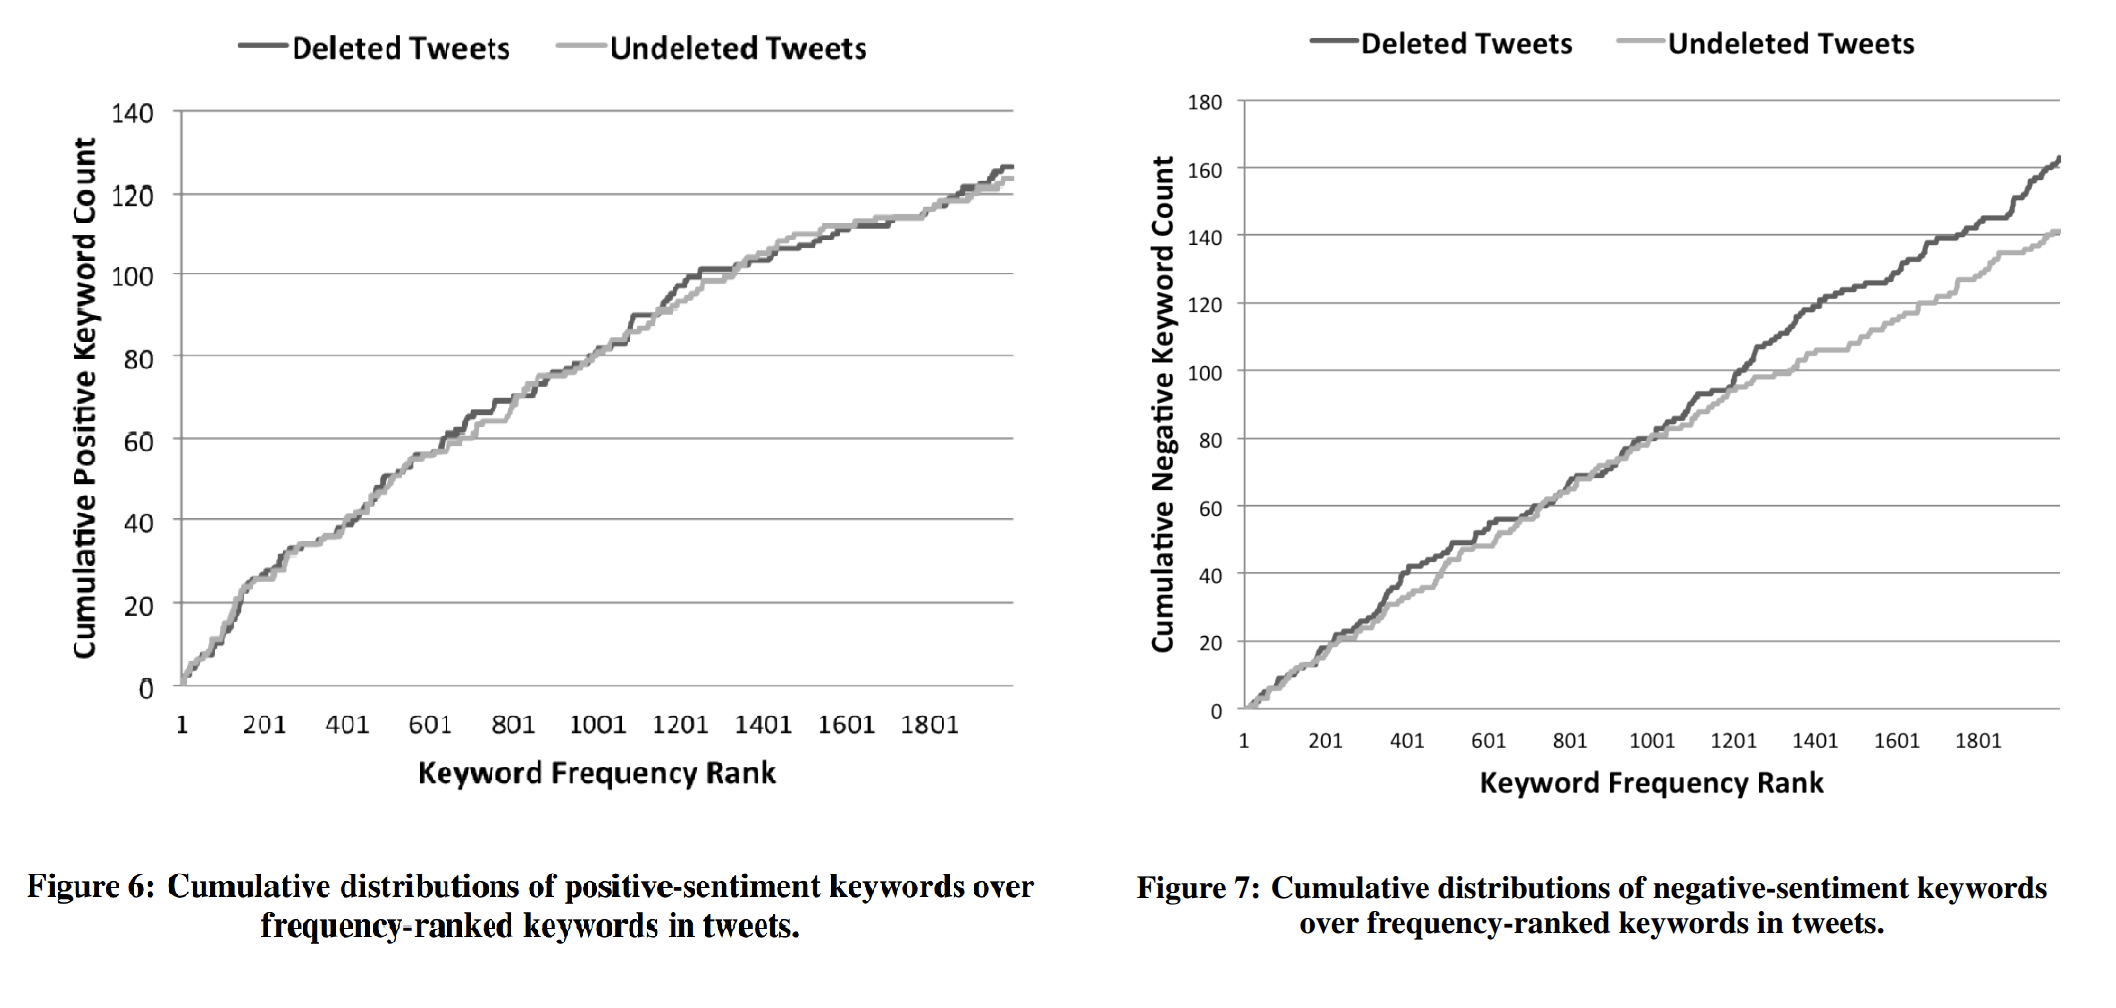 Deleted Tweets Undeleted Tweets
140
120
100
80
60
40
20
0
Cumulative Positive Keyword Count
1 201 401 601 801 1001 1201 1401 1601 1801
Keyword Frequency Rank
Figure 6: Cumulative distributions of positive-sentiment keywords over
frequency-ranked keywords in tweets.
Deleted Tweets Undeleted Tweets
180
160
140
120
100
80
60
40
20
0
Cumulative Negative Keyword Count
1 201 401 601 801 1001 1201 1401 1601 1801
Keyword Frequency Rank
Figure 7: Cumulative distributions of negative-sentiment keywords
over frequency-ranked keywords in tweets.